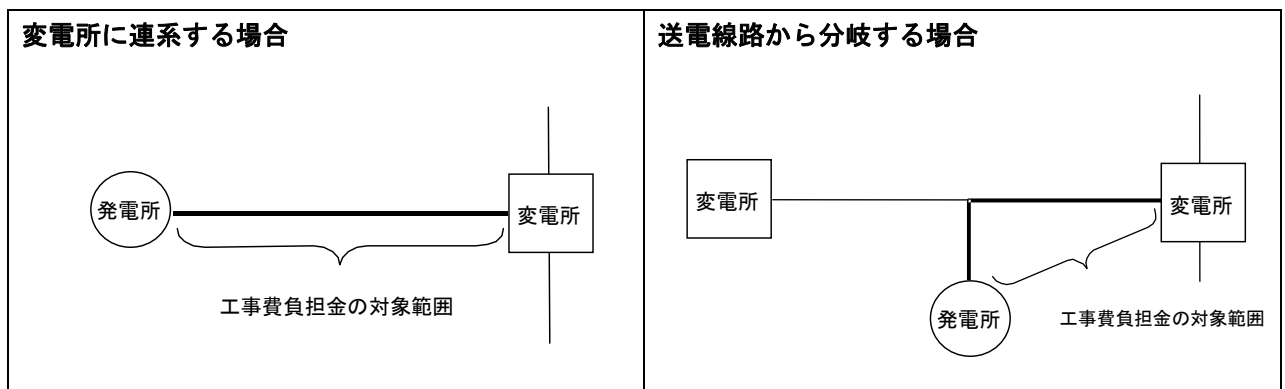 変電所に連系する場合
発電所
変電所
工事費負担金の対象範囲
送電線路から分岐する場合
変電所
変電所
発電所
工事費負担金の対象範囲